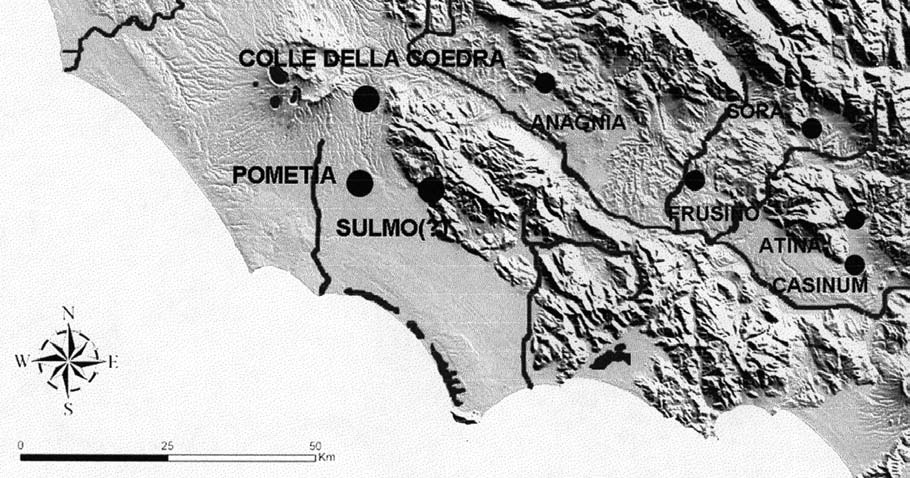 COLLE DELLA COEDRA
SORA
ANAGNIA
POMETIA
FRUSINO
SULMO(?)
ATINA
CASINUM
N
W E
S
0 25 50
Km